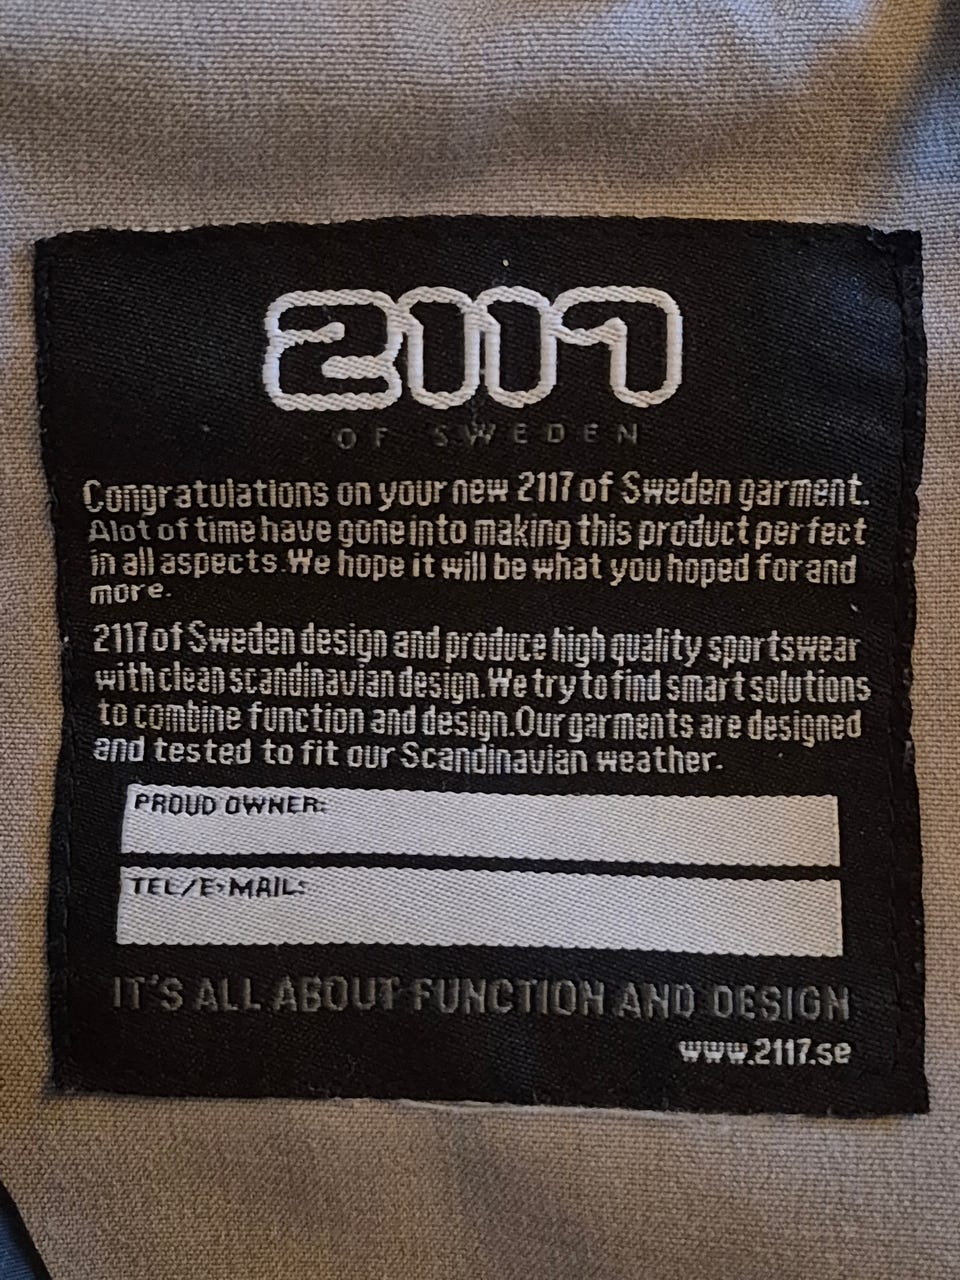 2117
OF SWEDEN
Congratulations on your new 2117 of Sweden garment.
A lot of time have gone into making this product perfect
in all aspects. We hope it will be what you hoped for and
more.
2117 of Sweden design and produce high quality sportswear
with clean scandinavian design. We try to find smart solutions
to combine function and design. Our garments are designed
and tested to fit our Scandinavian weather.
PROUD OWNER:
TEL/E-MAIL:
IT'S ALL ABOUT FUNCTION AND DESIGN
www.2117.se